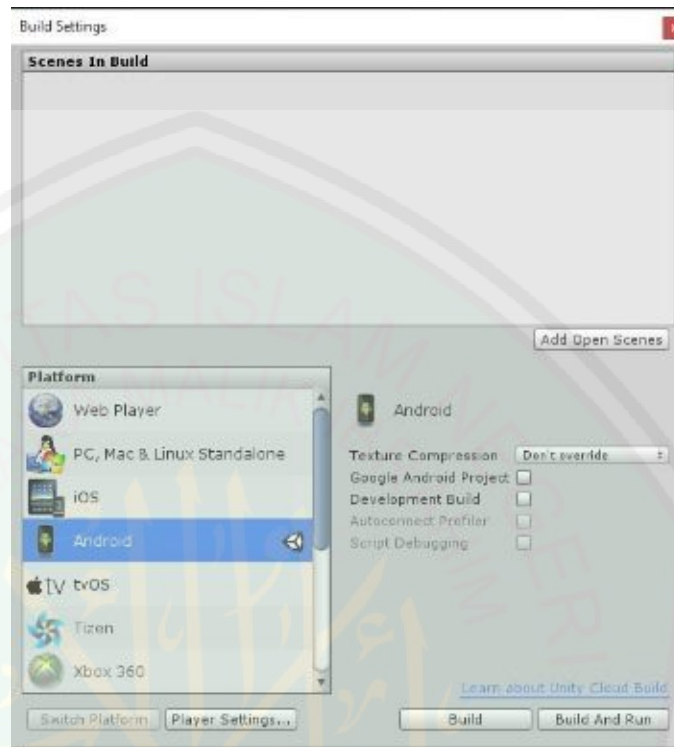 Build Settings
Scenes In Build
Add Open Scenes
Platform
Web Player
PC, Mac & Linux Standalone
iOS
Android
tv tvOS
Tizen
Xbox 360
Android
Texture Compression Don't override
Google Android Project
Development Build
Autoconnect Profiler
Script Debugging
Learn about Unity Cloud Build
Switch Platform Player Settings... Build Build And Run